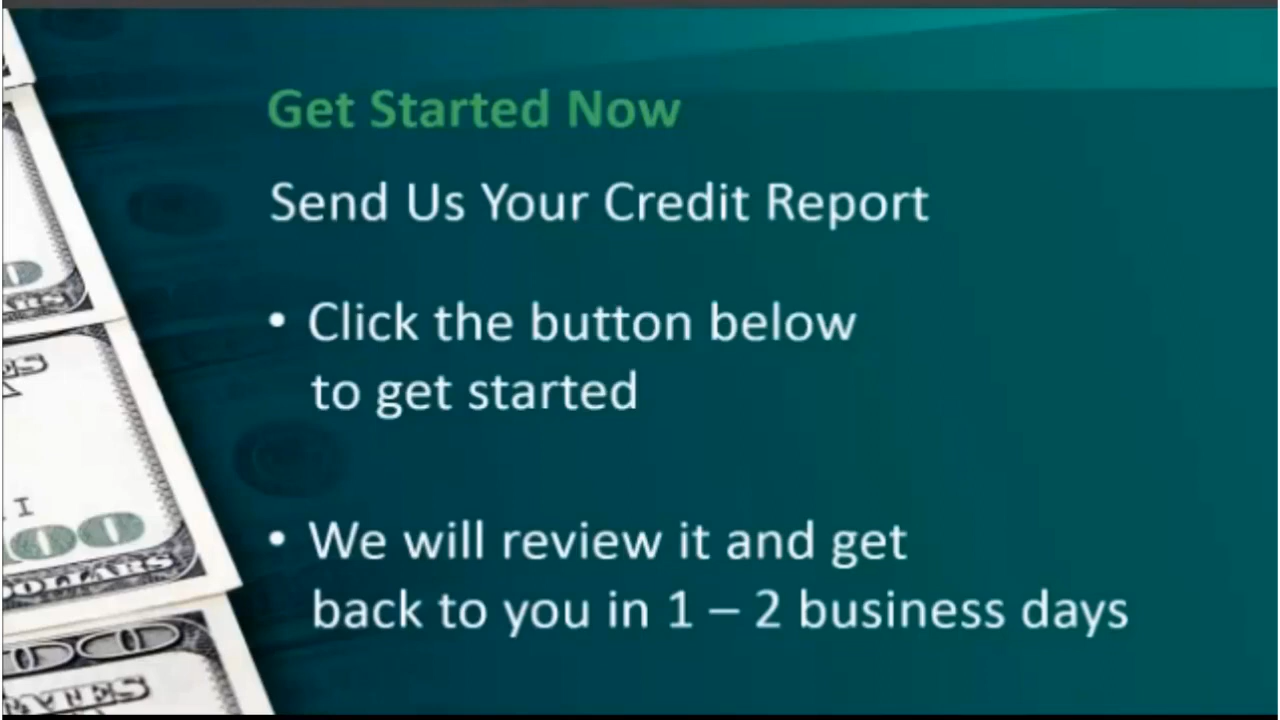 Get Started Now
Send Us Your Credit Report
• Click the button below
to get started
• We will review it and get
back to you in 1 – 2 business days